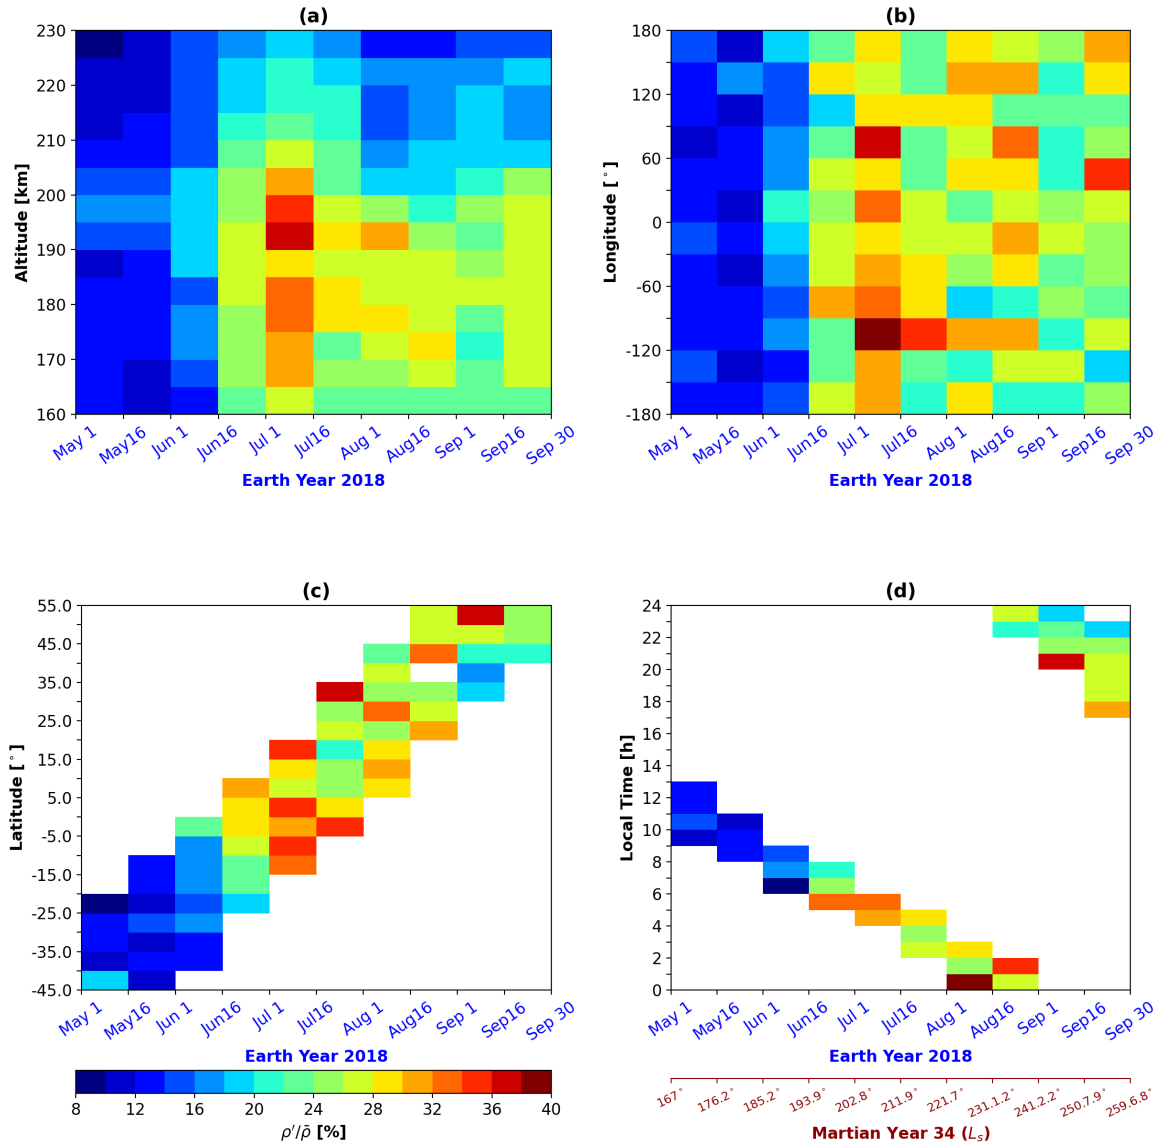 (a)
230
220
210
200
190
180
170
160
Altitude [km]
May 1
May16
Jun 1
Jun16
Jul 1
Jul16
Aug 1
Aug16
Sep 1
Sep16
Sep 30
Earth Year 2018
(b)
180
120
60
0
-60
-120
-180
Longitude [°]
May 1
May16
Jun 1
Jun16
Jul 1
Jul16
Aug 1
Aug16
Sep 1
Sep16
Sep 30
Earth Year 2018
(c)
55.0
45.0
35.0
25.0
15.0
5.0
-5.0
-15.0
-25.0
-35.0
-45.0
Latitude [°]
May 1
May16
Jun 1
Jun16
Jul 1
Jul16
Aug 1
Aug16
Sep 1
Sep16
Sep 30
Earth Year 2018
(d)
24
22
20
18
16
14
12
10
8
6
4
2
0
Local Time [h]
May 1
May16
Jun 1
Jun16
Jul 1
Jul16
Aug 1
Aug16
Sep 1
Sep16
Sep 30
Earth Year 2018
8 12 16 20 24 28 32 36 40
ρ′/ρ̄ [%]
167° 176.2° 185.2° 193.9° 202.8° 211.9° 221.7° 231.1.2° 241.2.2° 250.7.9° 259.6.8°
Martian Year 34 (Ls)